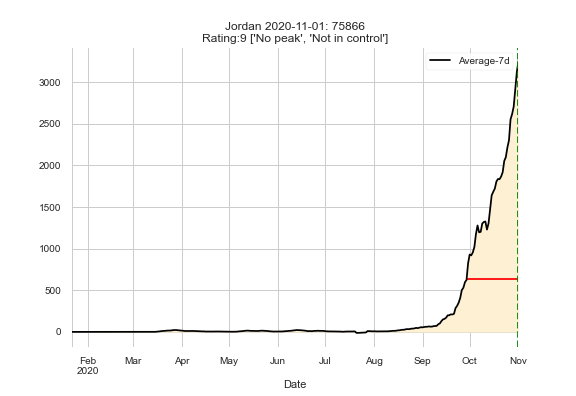 Jordan 2020-11-01: 75866
Rating:9 ['No peak', 'Not in control']
Average-7d
3000
2500
2000
1500
1000
500
0
Feb Mar Apr May Jun Jul Aug Sep Oct Nov
2020
Date